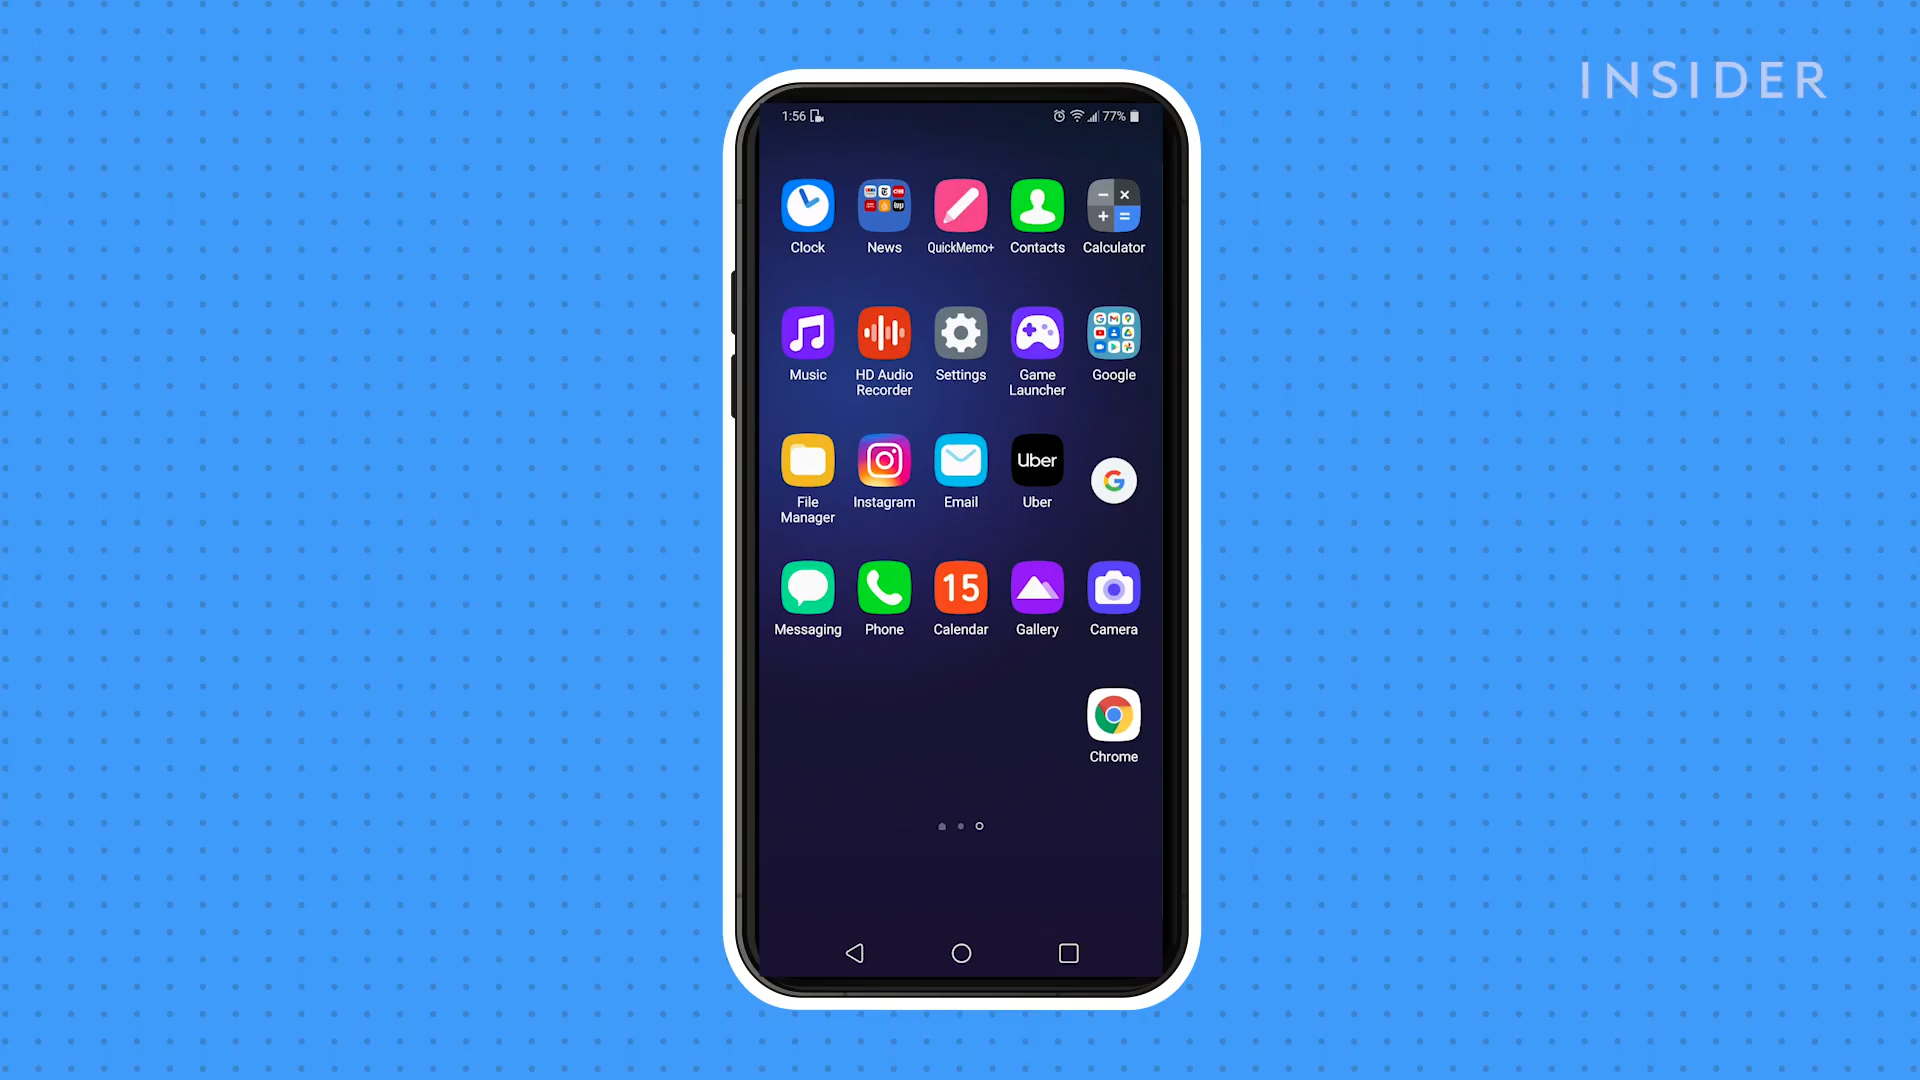 INSIDER
1:56
77%
Clock
News
QuickMemo+
Contacts
Calculator
Music
HD Audio
Recorder
Settings
Game
Launcher
Google
File
Manager
Instagram
Email
Uber
Uber
G
Messaging
Phone
15
Calendar
Gallery
Camera
Chrome